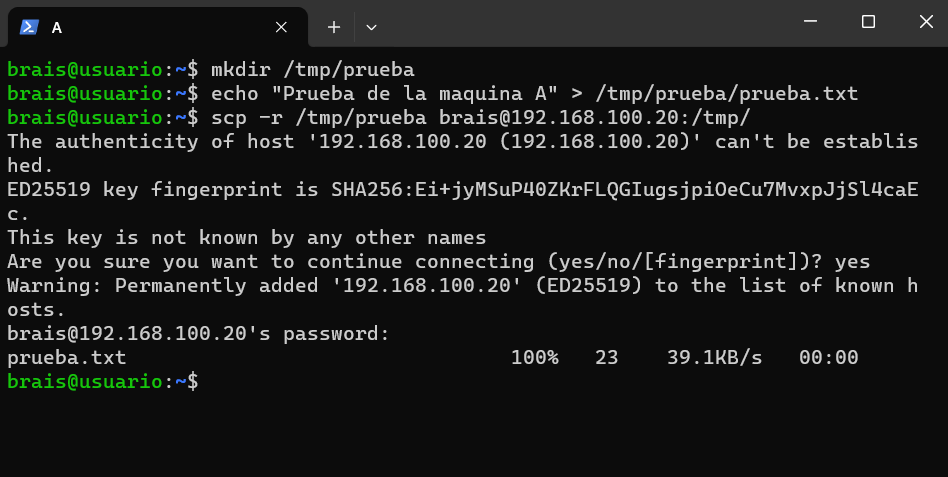 A
brais@usuario:~$ mkdir /tmp/prueba
brais@usuario:~$ echo "Prueba de la maquina A" > /tmp/prueba/prueba.txt
brais@usuario:~$ scp -r /tmp/prueba brais@192.168.100.20:/tmp/
The authenticity of host '192.168.100.20 (192.168.100.20)' can't be establis
hed.
ED25519 key fingerprint is SHA256:Ei+jyMSuP40ZKrFLQGIugsjpiOeCu7MvxpJjSl4caE
c.
This key is not known by any other names
Are you sure you want to continue connecting (yes/no/[fingerprint])? yes
Warning: Permanently added '192.168.100.20' (ED25519) to the list of known h
osts.
brais@192.168.100.20's password:
prueba.txt 100% 23 39.1KB/s 00:00
brais@usuario:~$